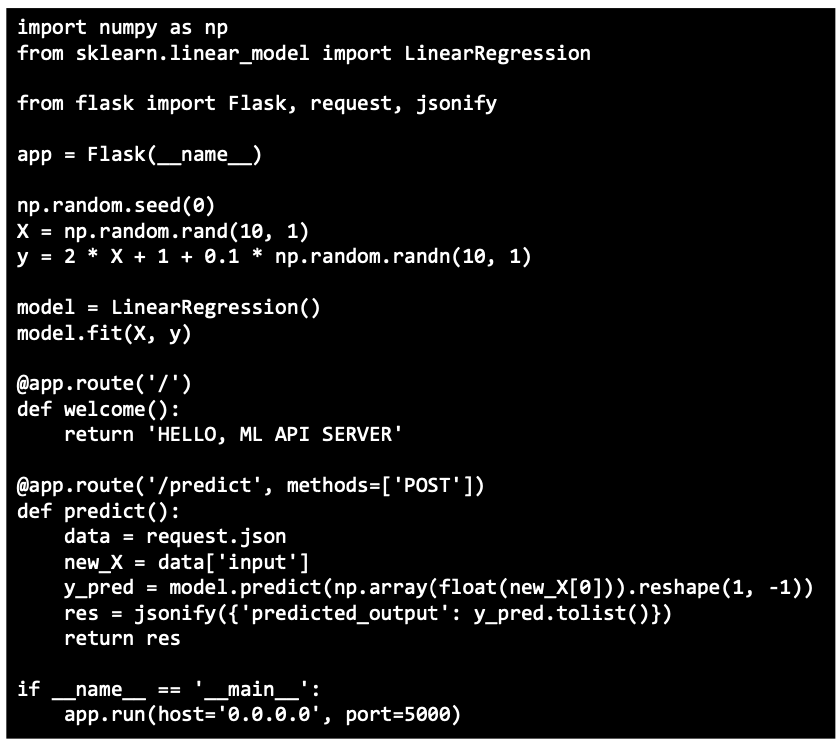 import numpy as np
from sklearn.linear_model import LinearRegression
from flask import Flask, request, jsonify
app = Flask(__name__)
np.random.seed(0)
X = np.random.rand(10, 1)
y = 2 * X + 1 + 0.1 * np.random.randn(10, 1)
model = LinearRegression()
model.fit(X, y)
@app.route('/')
def welcome():
    return 'HELLO, ML API SERVER'
@app.route('/predict', methods=['POST'])
def predict():
    data = request.json
    new_X = data['input']
    y_pred = model.predict(np.array(float(new_X[0])).reshape(1, -1))
    res = jsonify({'predicted_output': y_pred.tolist()})
    return res
if __name__ == '__main__':
    app.run(host='0.0.0.0', port=5000)